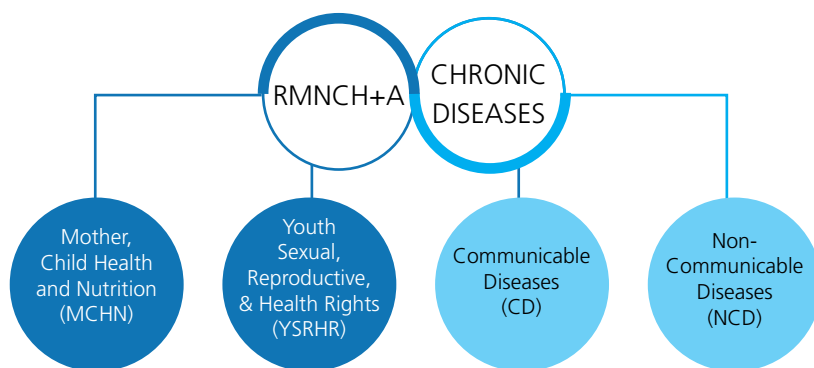 RMNCH+A
CHRONIC
DISEASES
Mother,
Child Health
and Nutrition
(MCHN)
Youth
Sexual,
Reproductive,
& Health Rights
(YSRHR)
Communicable
Diseases
(CD)
Non-
Communicable
Diseases
(NCD)